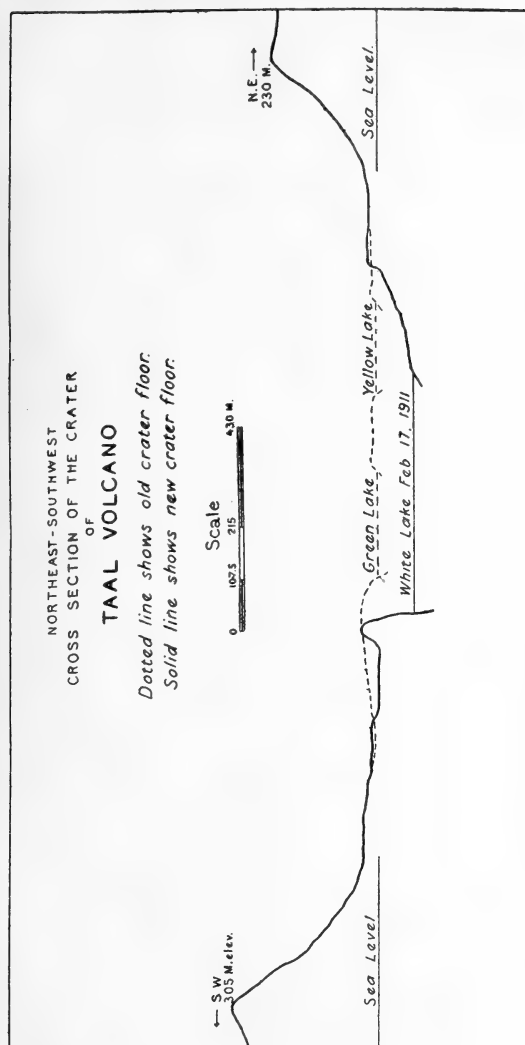 NORTHEAST-SOUTHWEST
CROSS SECTION OF THE CRATER
OF
TAAL VOLCANO
Dotted line shows old crater floor.
Solid line shows new crater floor.
Scale
0 107.5 215 430 M.
← S W
305 M. elev.
N.E. →
230 M.
Sea Level
Green Lake
Yellow Lake
White Lake Feb 17. 1911
Sea Level.